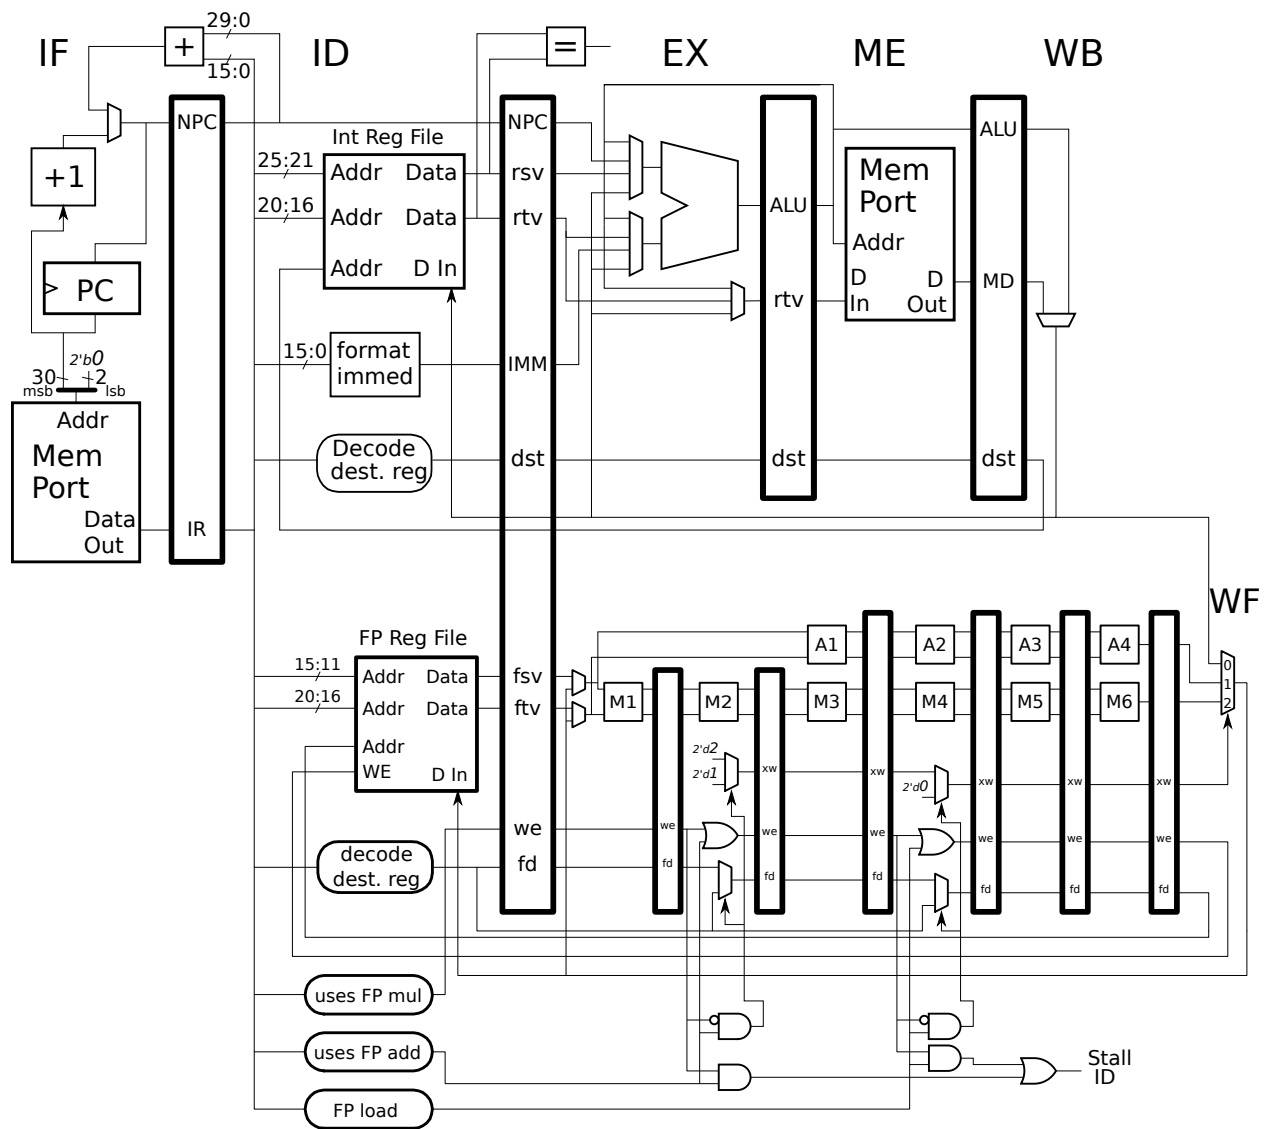 IF
ID
EX
ME
WB
29:0
+
15:0
=
NPC
+1
PC
2'b0
30
2
msb
lsb
Addr
Mem
Port
Data
Out
IR
Int Reg File
25:21
Addr
Data
20:16
Addr
Data
Addr
D In
15:0
format
immed
Decode
dest. reg
NPC
rsv
rtv
IMM
dst
ALU
rtv
dst
Mem
Port
Addr
D
In
D
Out
ALU
MD
dst
WF
FP Reg File
15:11
Addr
Data
20:16
Addr
Data
Addr
WE
D In
decode
dest. reg
fsv
ftv
we
fd
A1
A2
A3
A4
M1
M2
M3
M4
M5
M6
0
1
2
2'd2
2'd1
xw
2'd0
xw
xw
xw
xw
we
we
we
we
we
we
fd
fd
fd
fd
fd
fd
uses FP mul
uses FP add
FP load
Stall
ID